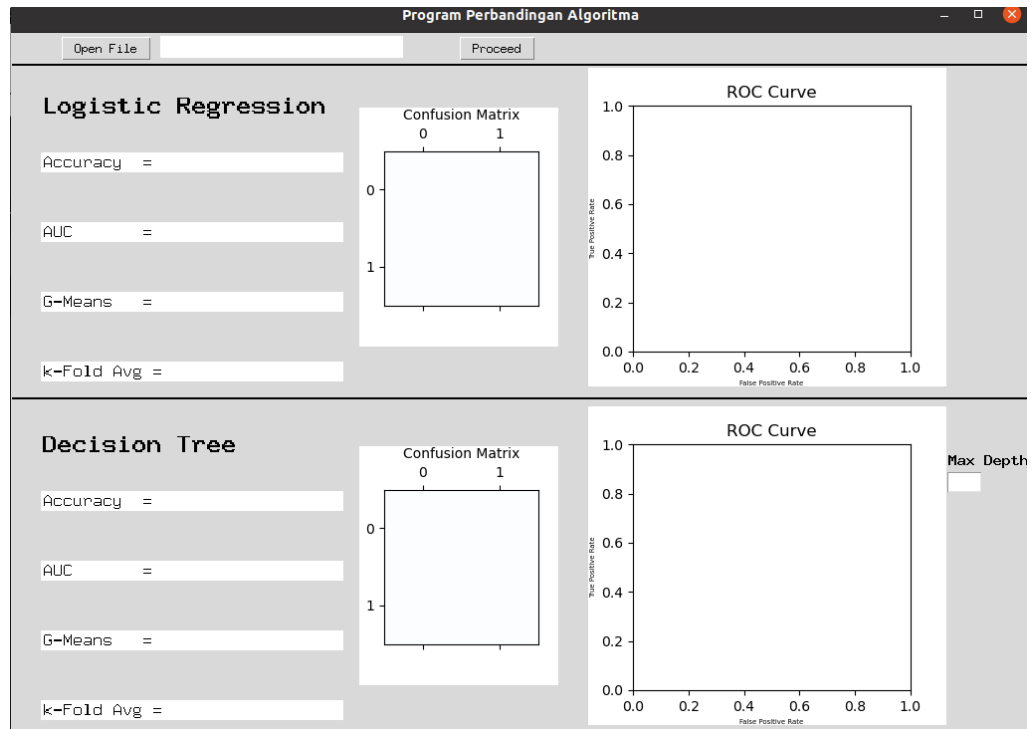 Program Perbandingan Algoritma
Open File
Proceed
Logistic Regression
Accuracy =
AUC =
G-Means =
k-Fold Avg =
Confusion Matrix
0 1
0
1
ROC Curve
True Positive Rate
1.0
0.8
0.6
0.4
0.2
0.0
0.0 0.2 0.4 0.6 0.8 1.0
False Positive Rate
Decision Tree
Accuracy =
AUC =
G-Means =
k-Fold Avg =
Confusion Matrix
0 1
0
1
ROC Curve
True Positive Rate
1.0
0.8
0.6
0.4
0.2
0.0
0.0 0.2 0.4 0.6 0.8 1.0
False Positive Rate
Max Depth